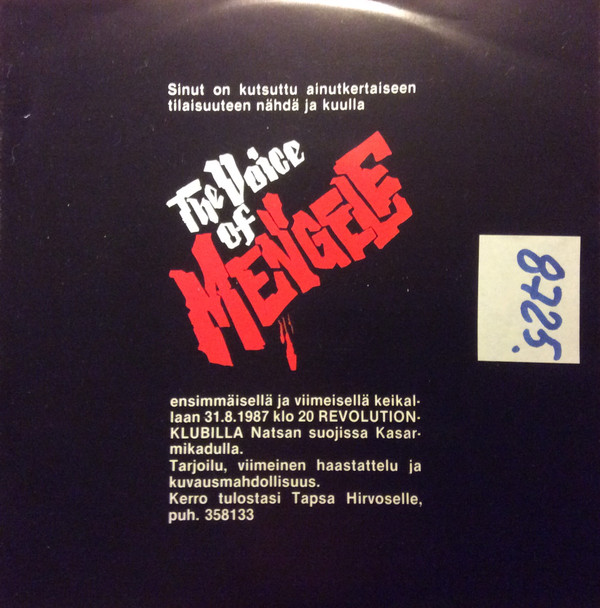 Sinut on kutsuttu ainutkertaiseen
tilaisuuteen nähdä ja kuulla
The Voice
of
MENGELE
8725.
ensimmäisellä ja viimeisellä keikal-
laan 31.8.1987 klo 20 REVOLUTION-
KLUBILLA Natsan suojissa Kasar-
mikadulla.
Tarjoilu, viimeinen haastattelu ja
kuvausmahdollisuus.
Kerro tulostasi Tapsa Hirvoselle,
puh. 358133